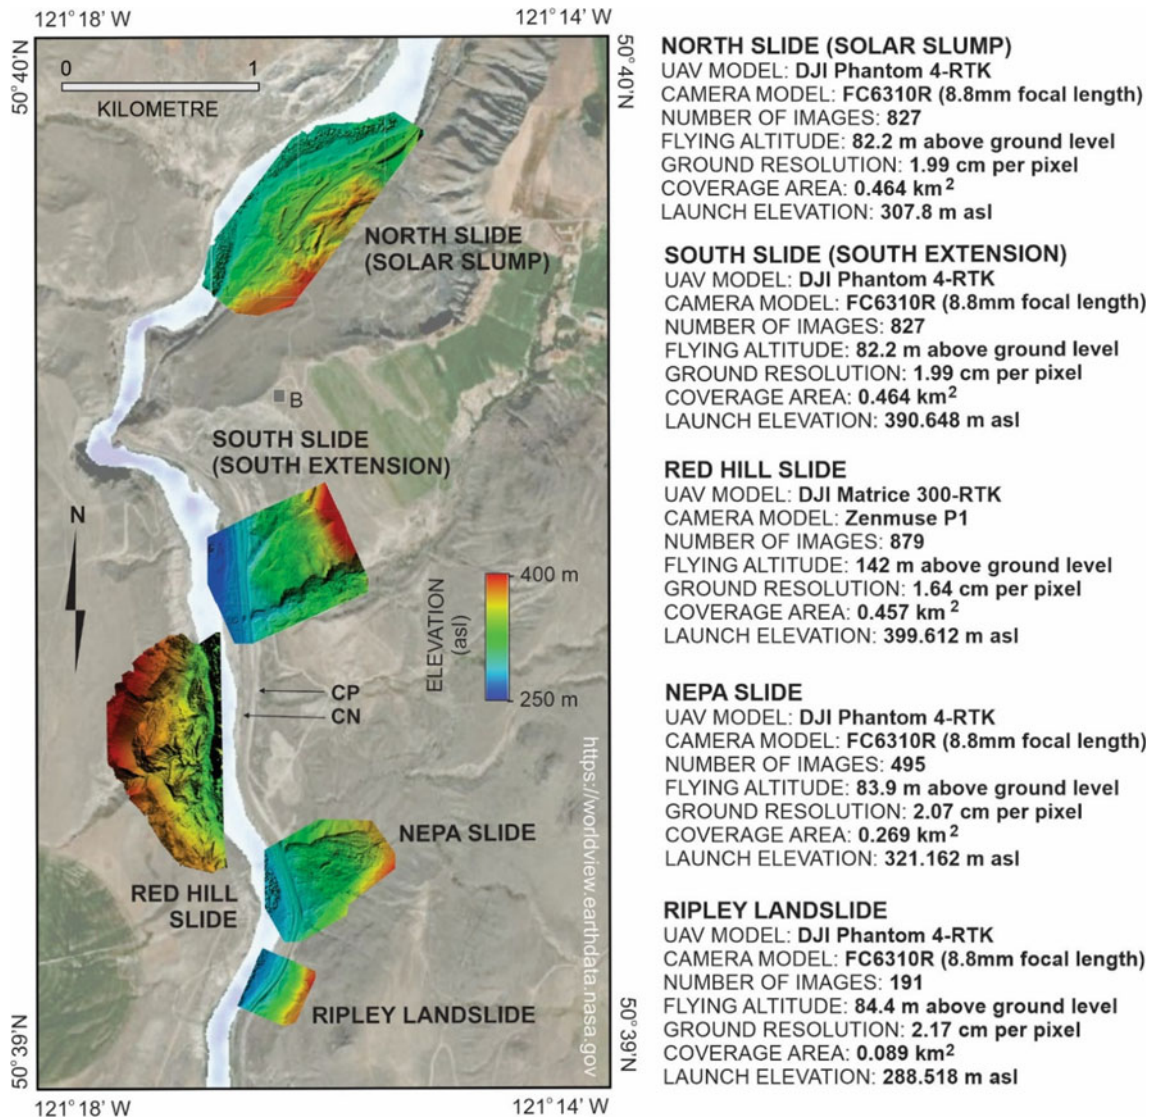 121° 18' W
121° 14' W
50° 40'N
50° 40'N
0
1
KILOMETRE
NORTH SLIDE
(SOLAR SLUMP)
B
SOUTH SLIDE
(SOUTH EXTENSION)
N
ELEVATION
(asl)
400 m
250 m
CP
CN
https://worldview.earthdata.nasa.gov
NEPA SLIDE
RED HILL
SLIDE
RIPLEY LANDSLIDE
50° 39'N
50° 39'N
121° 18' W
121° 14' W
NORTH SLIDE (SOLAR SLUMP)
UAV MODEL: DJI Phantom 4-RTK
CAMERA MODEL: FC6310R (8.8mm focal length)
NUMBER OF IMAGES: 827
FLYING ALTITUDE: 82.2 m above ground level
GROUND RESOLUTION: 1.99 cm per pixel
COVERAGE AREA: 0.464 km²
LAUNCH ELEVATION: 307.8 m asl
SOUTH SLIDE (SOUTH EXTENSION)
UAV MODEL: DJI Phantom 4-RTK
CAMERA MODEL: FC6310R (8.8mm focal length)
NUMBER OF IMAGES: 827
FLYING ALTITUDE: 82.2 m above ground level
GROUND RESOLUTION: 1.99 cm per pixel
COVERAGE AREA: 0.464 km²
LAUNCH ELEVATION: 390.648 m asl
RED HILL SLIDE
UAV MODEL: DJI Matrice 300-RTK
CAMERA MODEL: Zenmuse P1
NUMBER OF IMAGES: 879
FLYING ALTITUDE: 142 m above ground level
GROUND RESOLUTION: 1.64 cm per pixel
COVERAGE AREA: 0.457 km²
LAUNCH ELEVATION: 399.612 m asl
NEPA SLIDE
UAV MODEL: DJI Phantom 4-RTK
CAMERA MODEL: FC6310R (8.8mm focal length)
NUMBER OF IMAGES: 495
FLYING ALTITUDE: 83.9 m above ground level
GROUND RESOLUTION: 2.07 cm per pixel
COVERAGE AREA: 0.269 km²
LAUNCH ELEVATION: 321.162 m asl
RIPLEY LANDSLIDE
UAV MODEL: DJI Phantom 4-RTK
CAMERA MODEL: FC6310R (8.8mm focal length)
NUMBER OF IMAGES: 191
FLYING ALTITUDE: 84.4 m above ground level
GROUND RESOLUTION: 2.17 cm per pixel
COVERAGE AREA: 0.089 km²
LAUNCH ELEVATION: 288.518 m asl